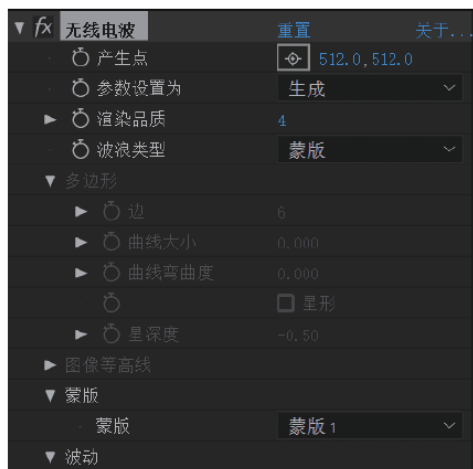 fx 无线电波 重置 关于...
产生点 512.0,512.0
参数设置为 生成
渲染品质 4
波浪类型 蒙版
多边形
边 6
曲线大小 0.000
曲线弯曲度 0.000
星形
星深度 -0.50
图像等高线
蒙版
蒙版 蒙版 1
波动